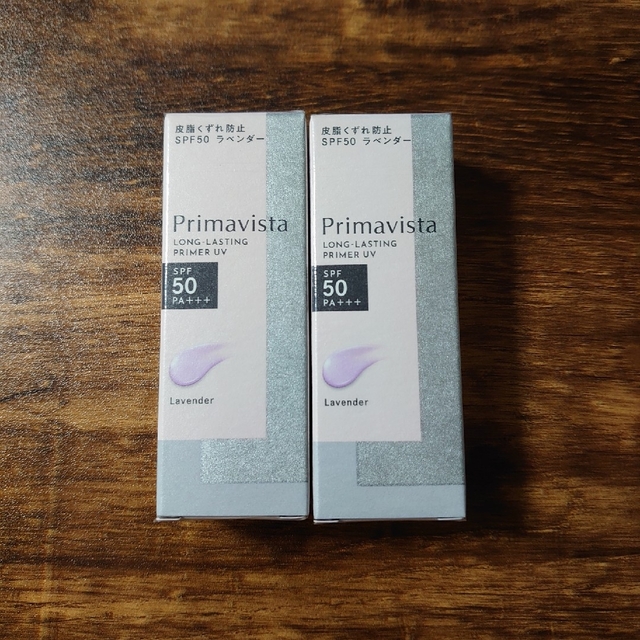 皮脂くずれ防止
SPF50 ラベンダー
Primavista
LONG-LASTING
PRIMER UV
SPF
50
PA+++
Lavender
皮脂くずれ防止
SPF50 ラベンダー
Primavista
LONG-LASTING
PRIMER UV
SPF
50
PA+++
Lavender